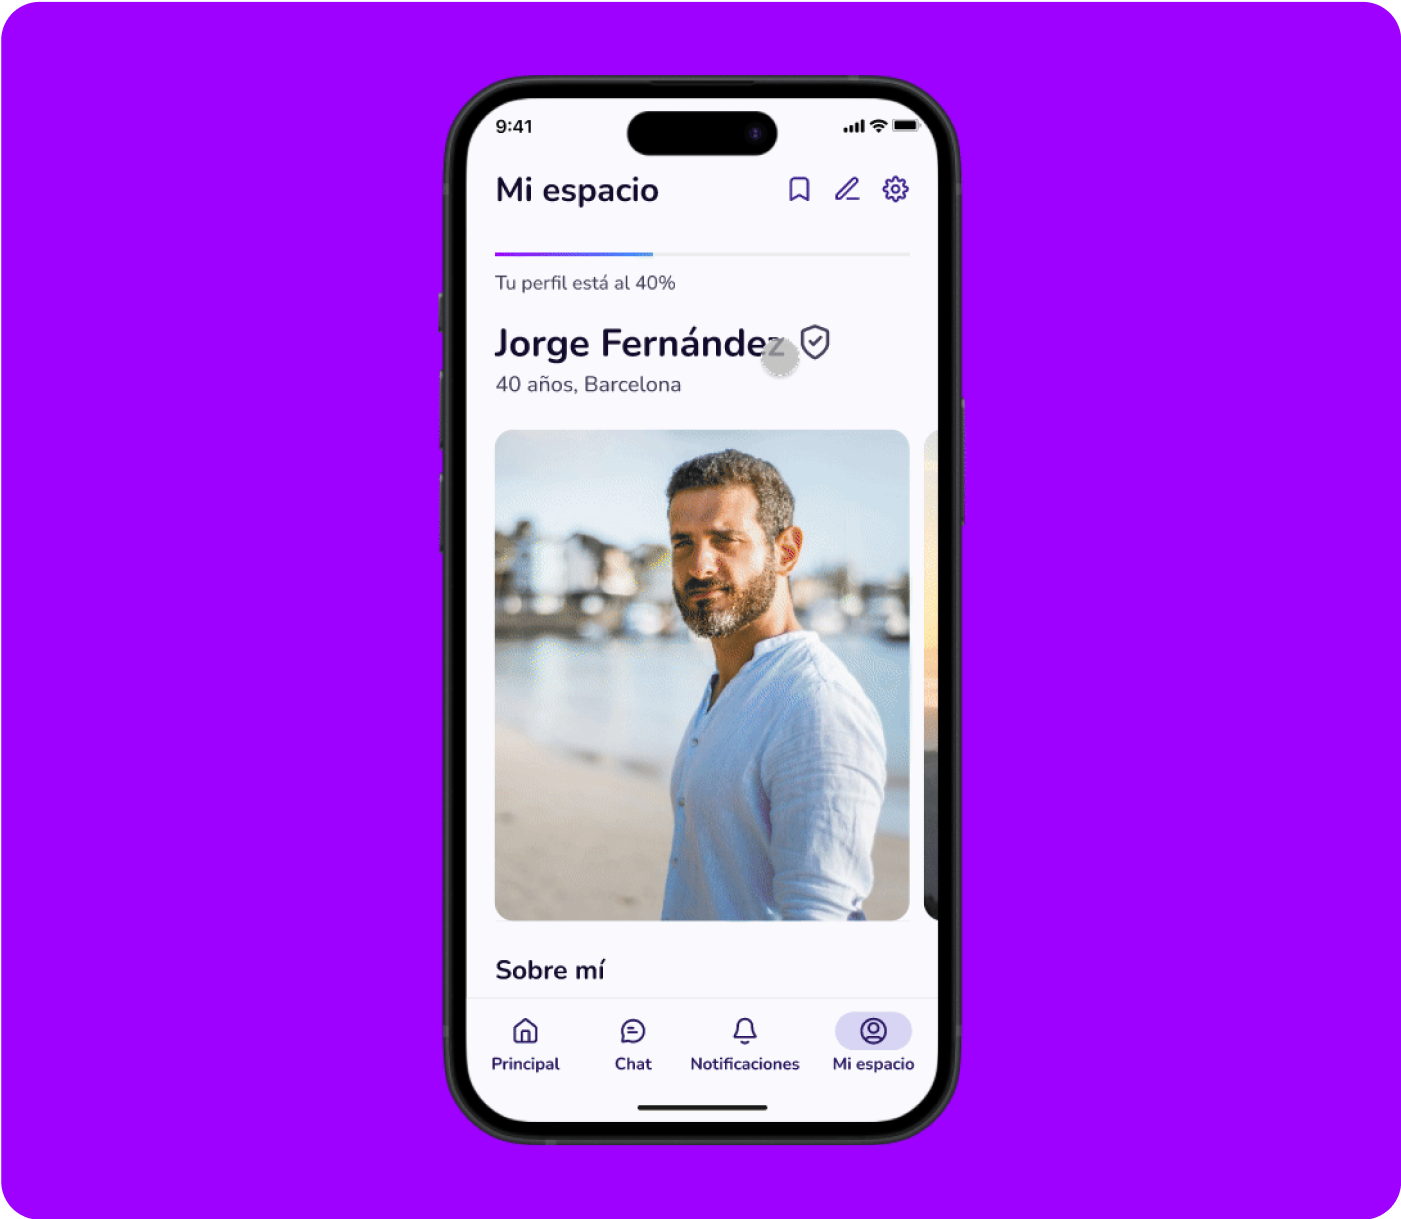 9:41
Mi espacio
Tu perfil está al 40%
Jorge Fernández
40 años, Barcelona
Sobre mí
Principal
Chat
Notificaciones
Mi espacio